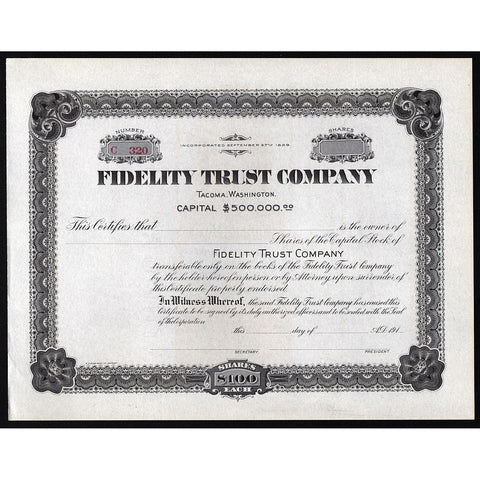 NUMBER
SHARES
C 320
INCORPORATED SEPTEMBER 27TH 1889
FIDELITY TRUST COMPANY
TACOMA, WASHINGTON.
CAPITAL $500.000.00
This Certifies that is the owner of
Shares of the Capital Stock of
FIDELITY TRUST COMPANY
transferable only on the books of the Fidelity Trust Company
by the holder hereof in person or by Attorney upon surrender of
this Certificate properly endorsed.
In Witness Whereof, the said Fidelity Trust Company has caused this
certificate to be signed by its duly authorized officers and to be sealed with the Seal
of the Corporation
this day of A.D. 191
SECRETARY
PRESIDENT.
SHARES
$100
EACH